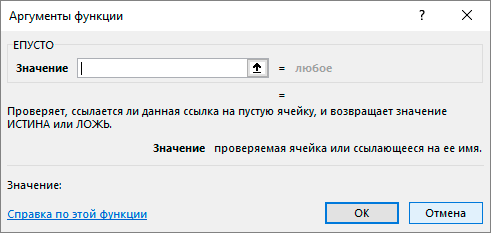 Аргументы функции ? ×
ЕПУСТО
Значение = любое
=
Проверяет, ссылается ли данная ссылка на пустую ячейку, и возвращает значение
ИСТИНА или ЛОЖЬ.
Значение проверяемая ячейка или ссылающееся на ее имя.
Значение:
Справка по этой функции ОК Отмена